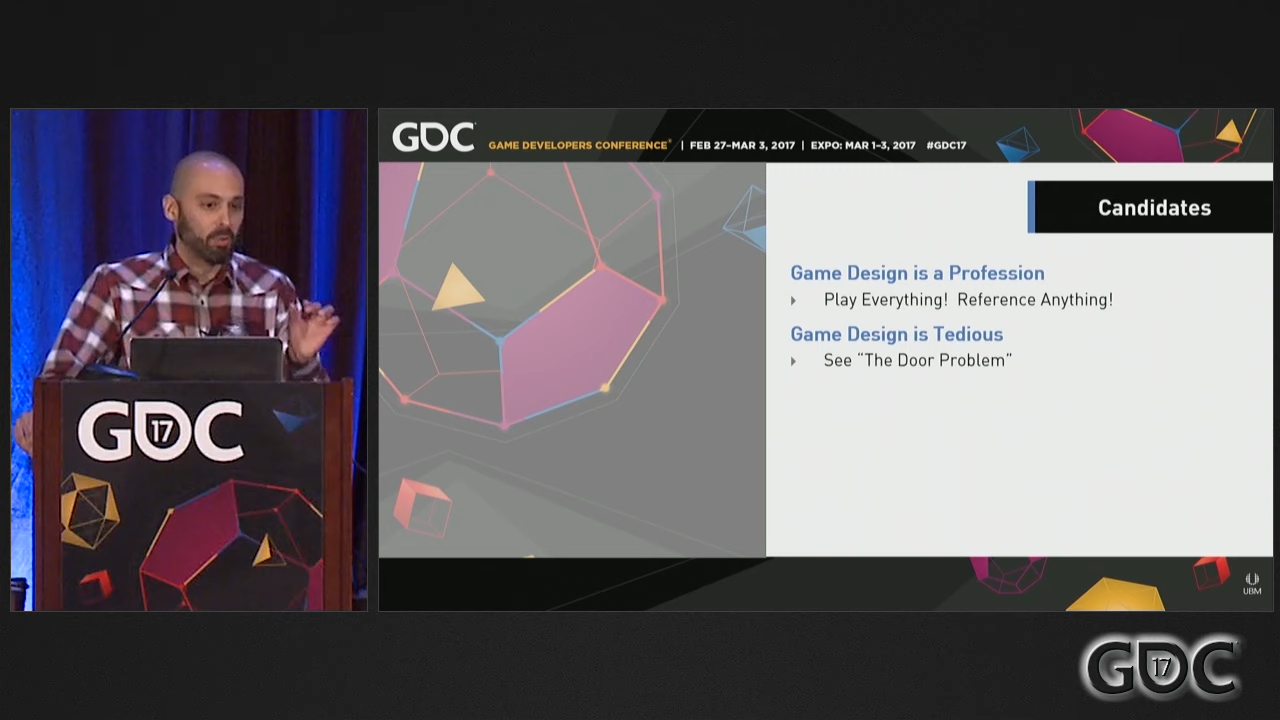 GDC
GAME DEVELOPERS CONFERENCE® | FEB 27–MAR 3, 2017 | EXPO: MAR 1–3, 2017 #GDC17
Candidates
Game Design is a Profession
Play Everything!  Reference Anything!
Game Design is Tedious
See “The Door Problem”
GDC
17
UBM
GDC
17